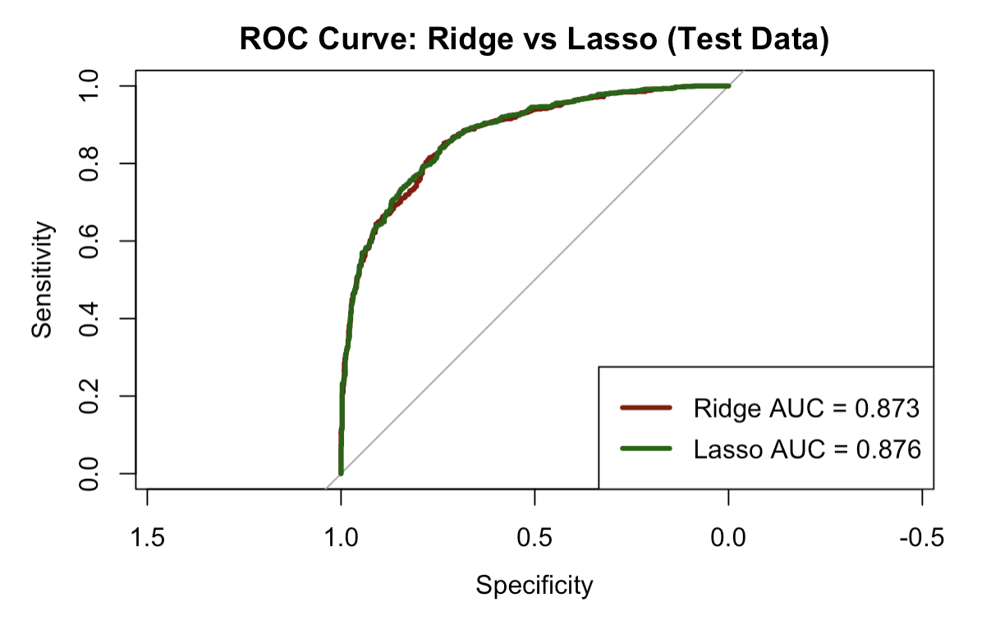 ROC Curve: Ridge vs Lasso (Test Data)
Sensitivity
1.0
0.8
0.6
0.4
0.2
0.0
Ridge AUC = 0.873
Lasso AUC = 0.876
1.5 1.0 0.5 0.0 -0.5
Specificity